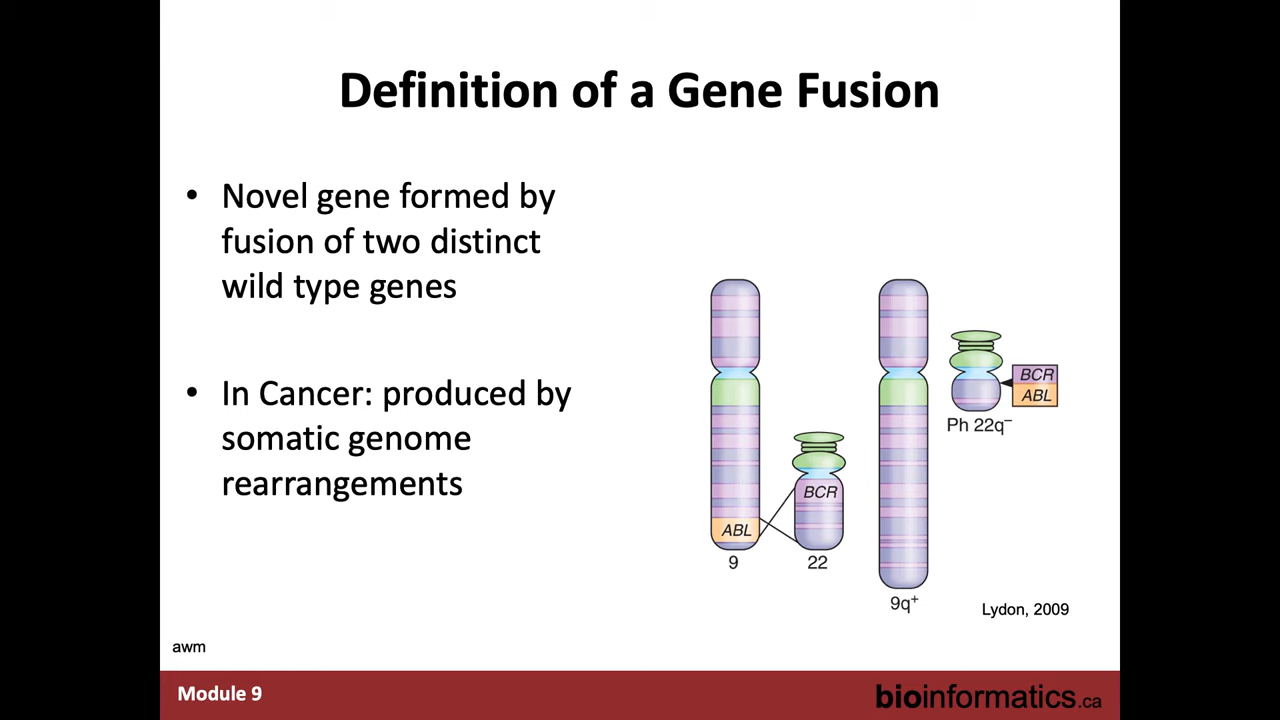 Definition of a Gene Fusion
• Novel gene formed by
fusion of two distinct
wild type genes
• In Cancer: produced by
somatic genome
rearrangements
BCR
ABL
Ph 22q⁻
BCR
ABL
9
22
9q⁺
Lydon, 2009
awm
Module 9
bioinformatics.ca